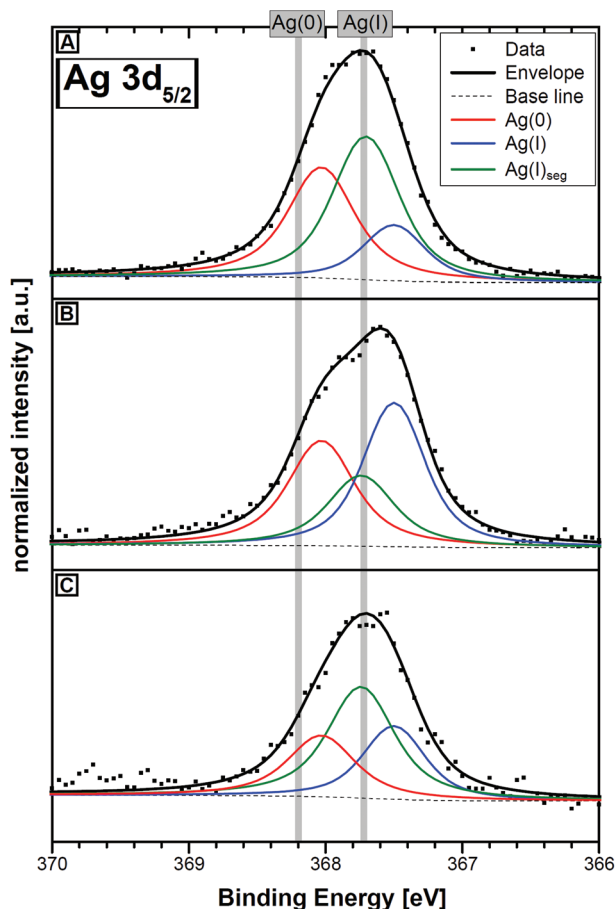 Ag(0) Ag(I)
A
Ag 3d5/2
Data
Envelope
Base line
Ag(0)
Ag(I)
Ag(I)seg
B
C
normalized intensity [a.u.]
370 369 368 367 366
Binding Energy [eV]